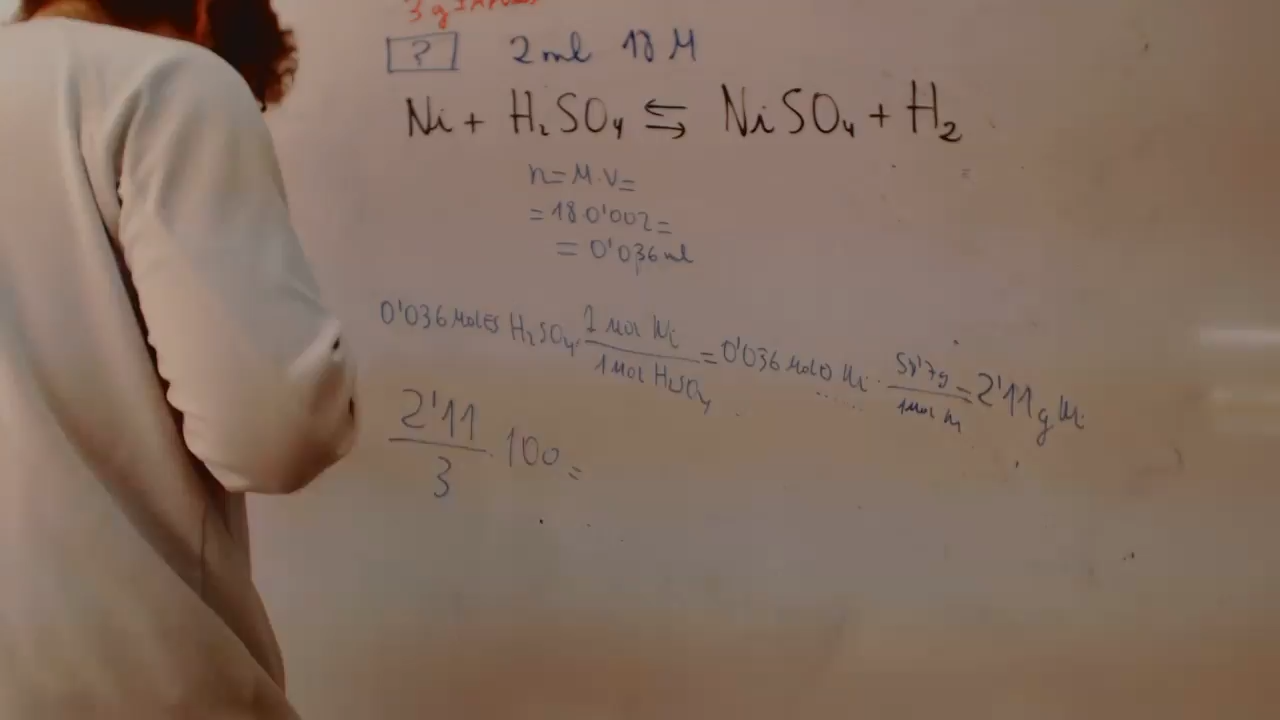 3 g
? 2 ml 18 M
Ni + H₂SO₄ ⇆ NiSO₄ + H₂
n = M·V =
= 18·0'002 =
= 0'036 ml
0'036 moles H₂SO₄ · 1 mol Ni / 1 mol H₂SO₄ = 0'036 moles Ni · 58'7g / 1 mol Ni = 2'11 g Ni
2'11 / 3 · 100 =